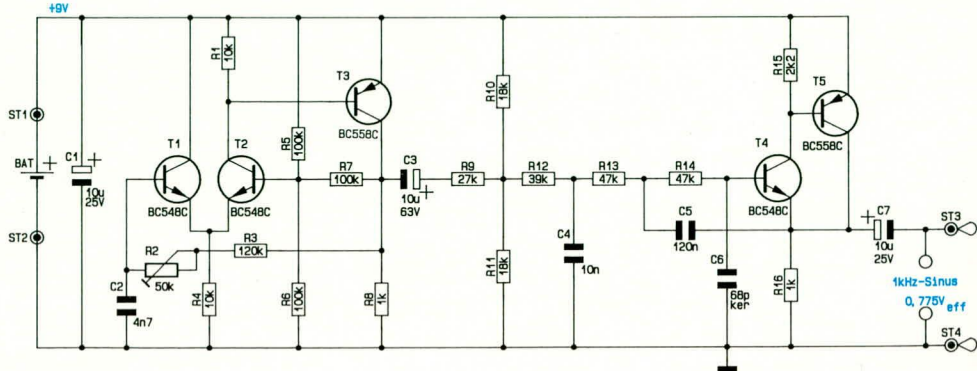 +9V
ST1
BAT
+
ST2
C1
+
10u
25V
T1
BC548C
R2
50k
C2
4n7
R1
10k
T2
BC548C
R3
120k
R4
10k
R5
100k
R6
100k
T3
BC558C
R7
100k
R8
1k
C3
+
10u
63V
R9
27k
R10
18k
R11
18k
R12
39k
C4
10n
R13
47k
R14
47k
C5
120n
C6
68p
ker
R15
2k2
T4
BC548C
T5
BC558C
R16
1k
+
C7
10u
25V
ST3
1kHz-Sinus
0,775V eff
ST4